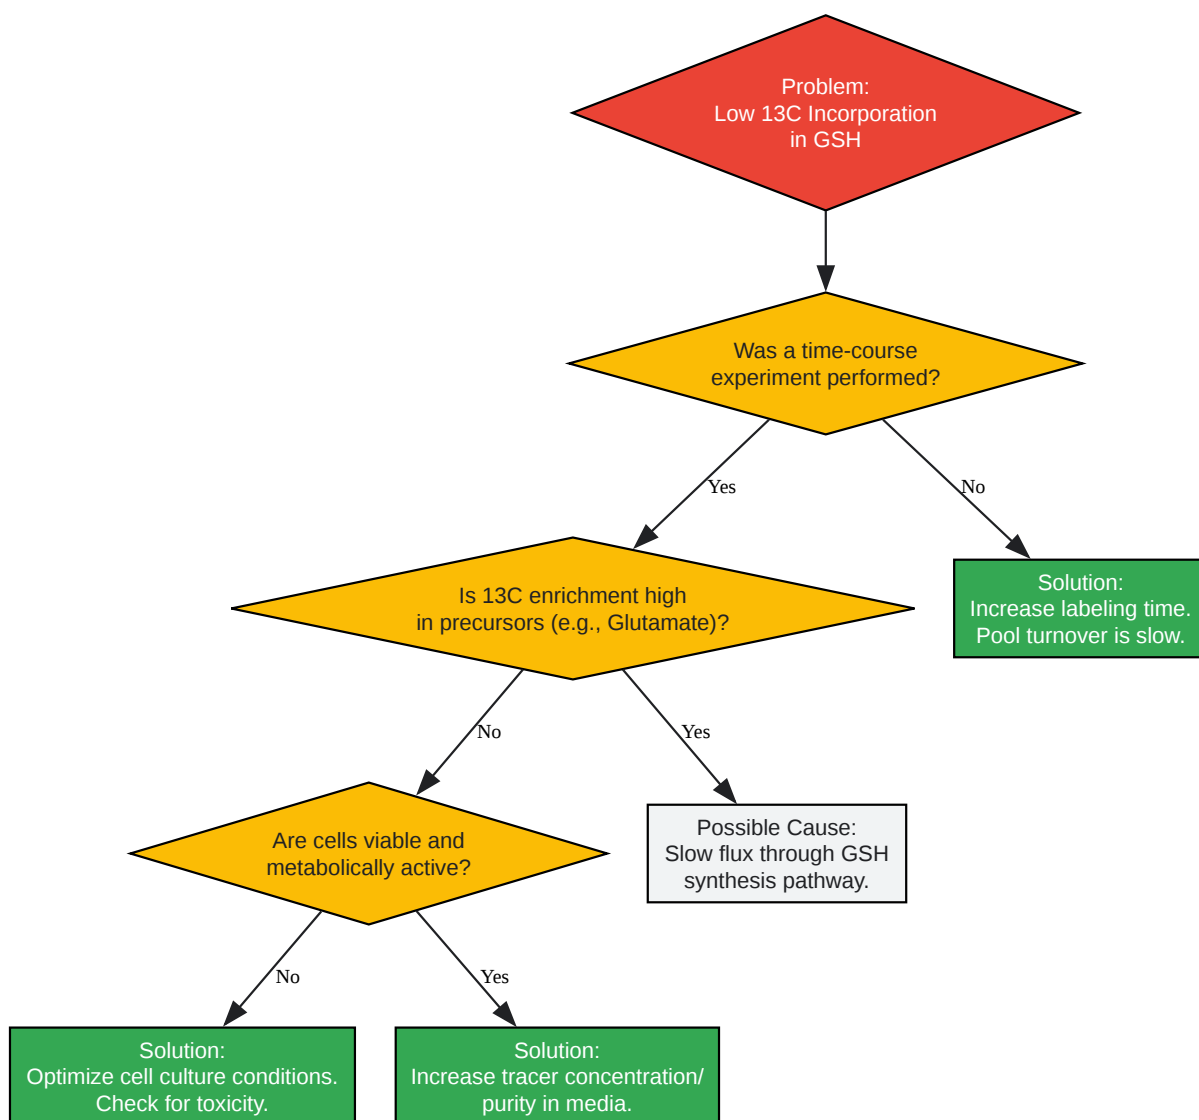 Problem:
Low 13C Incorporation
in GSH
Was a time-course
experiment performed?
Yes
No
Is 13C enrichment high
in precursors (e.g., Glutamate)?
Solution:
Increase labeling time.
Pool turnover is slow.
No
Yes
Are cells viable and
metabolically active?
Possible Cause:
Slow flux through GSH
synthesis pathway.
No
Yes
Solution:
Optimize cell culture conditions.
Check for toxicity.
Solution:
Increase tracer concentration/
purity in media.